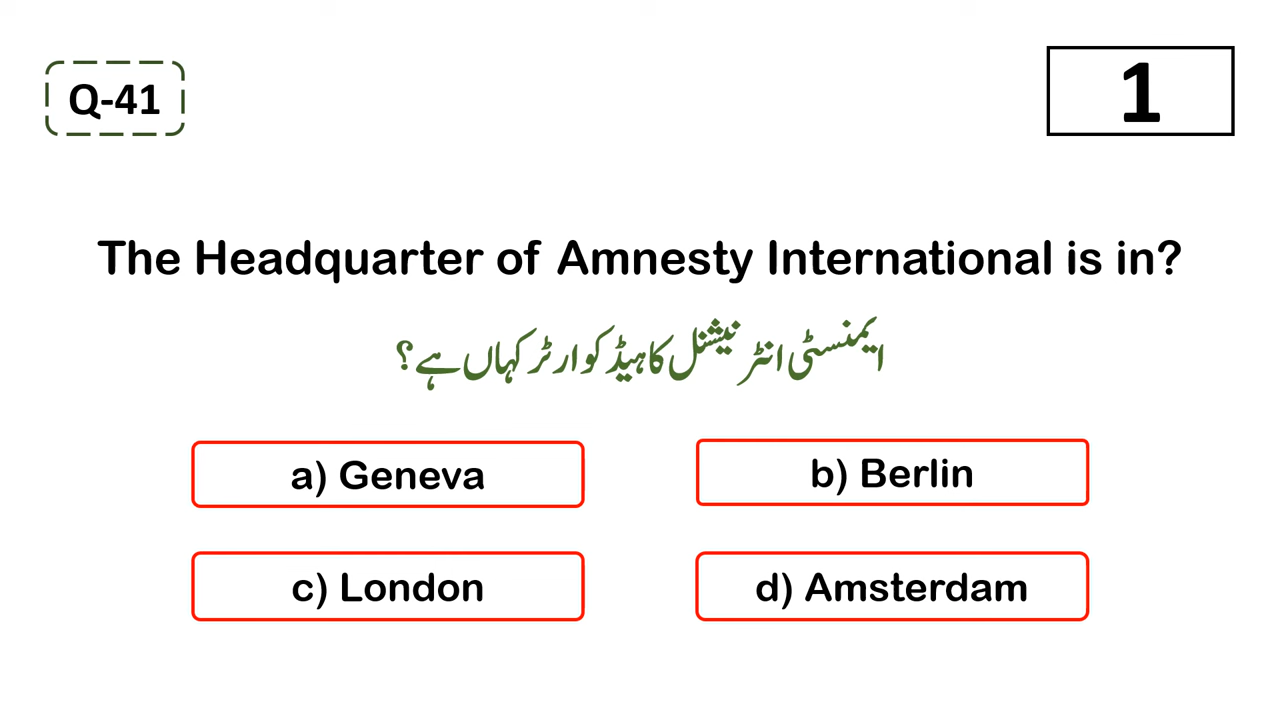 Q-41
1
The Headquarter of Amnesty International is in?
ایمنسٹی انٹرنیشنل کا ہیڈ کوارٹر کہاں ہے؟
a) Geneva
b) Berlin
c) London
d) Amsterdam